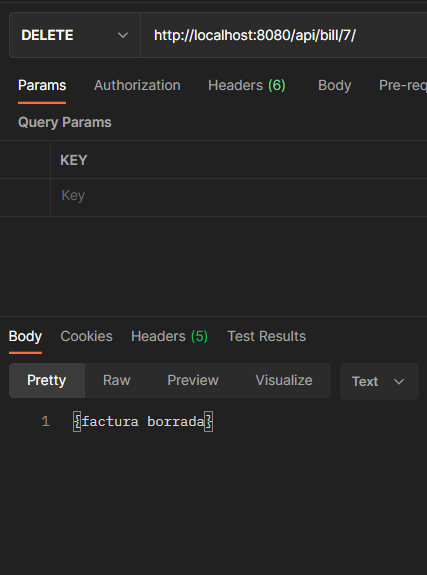 DELETE http://localhost:8080/api/bill/7/
Params Authorization Headers (6) Body Pre-req
Query Params
KEY
Key
Body Cookies Headers (5) Test Results
Pretty Raw Preview Visualize Text
1 {factura borrada}